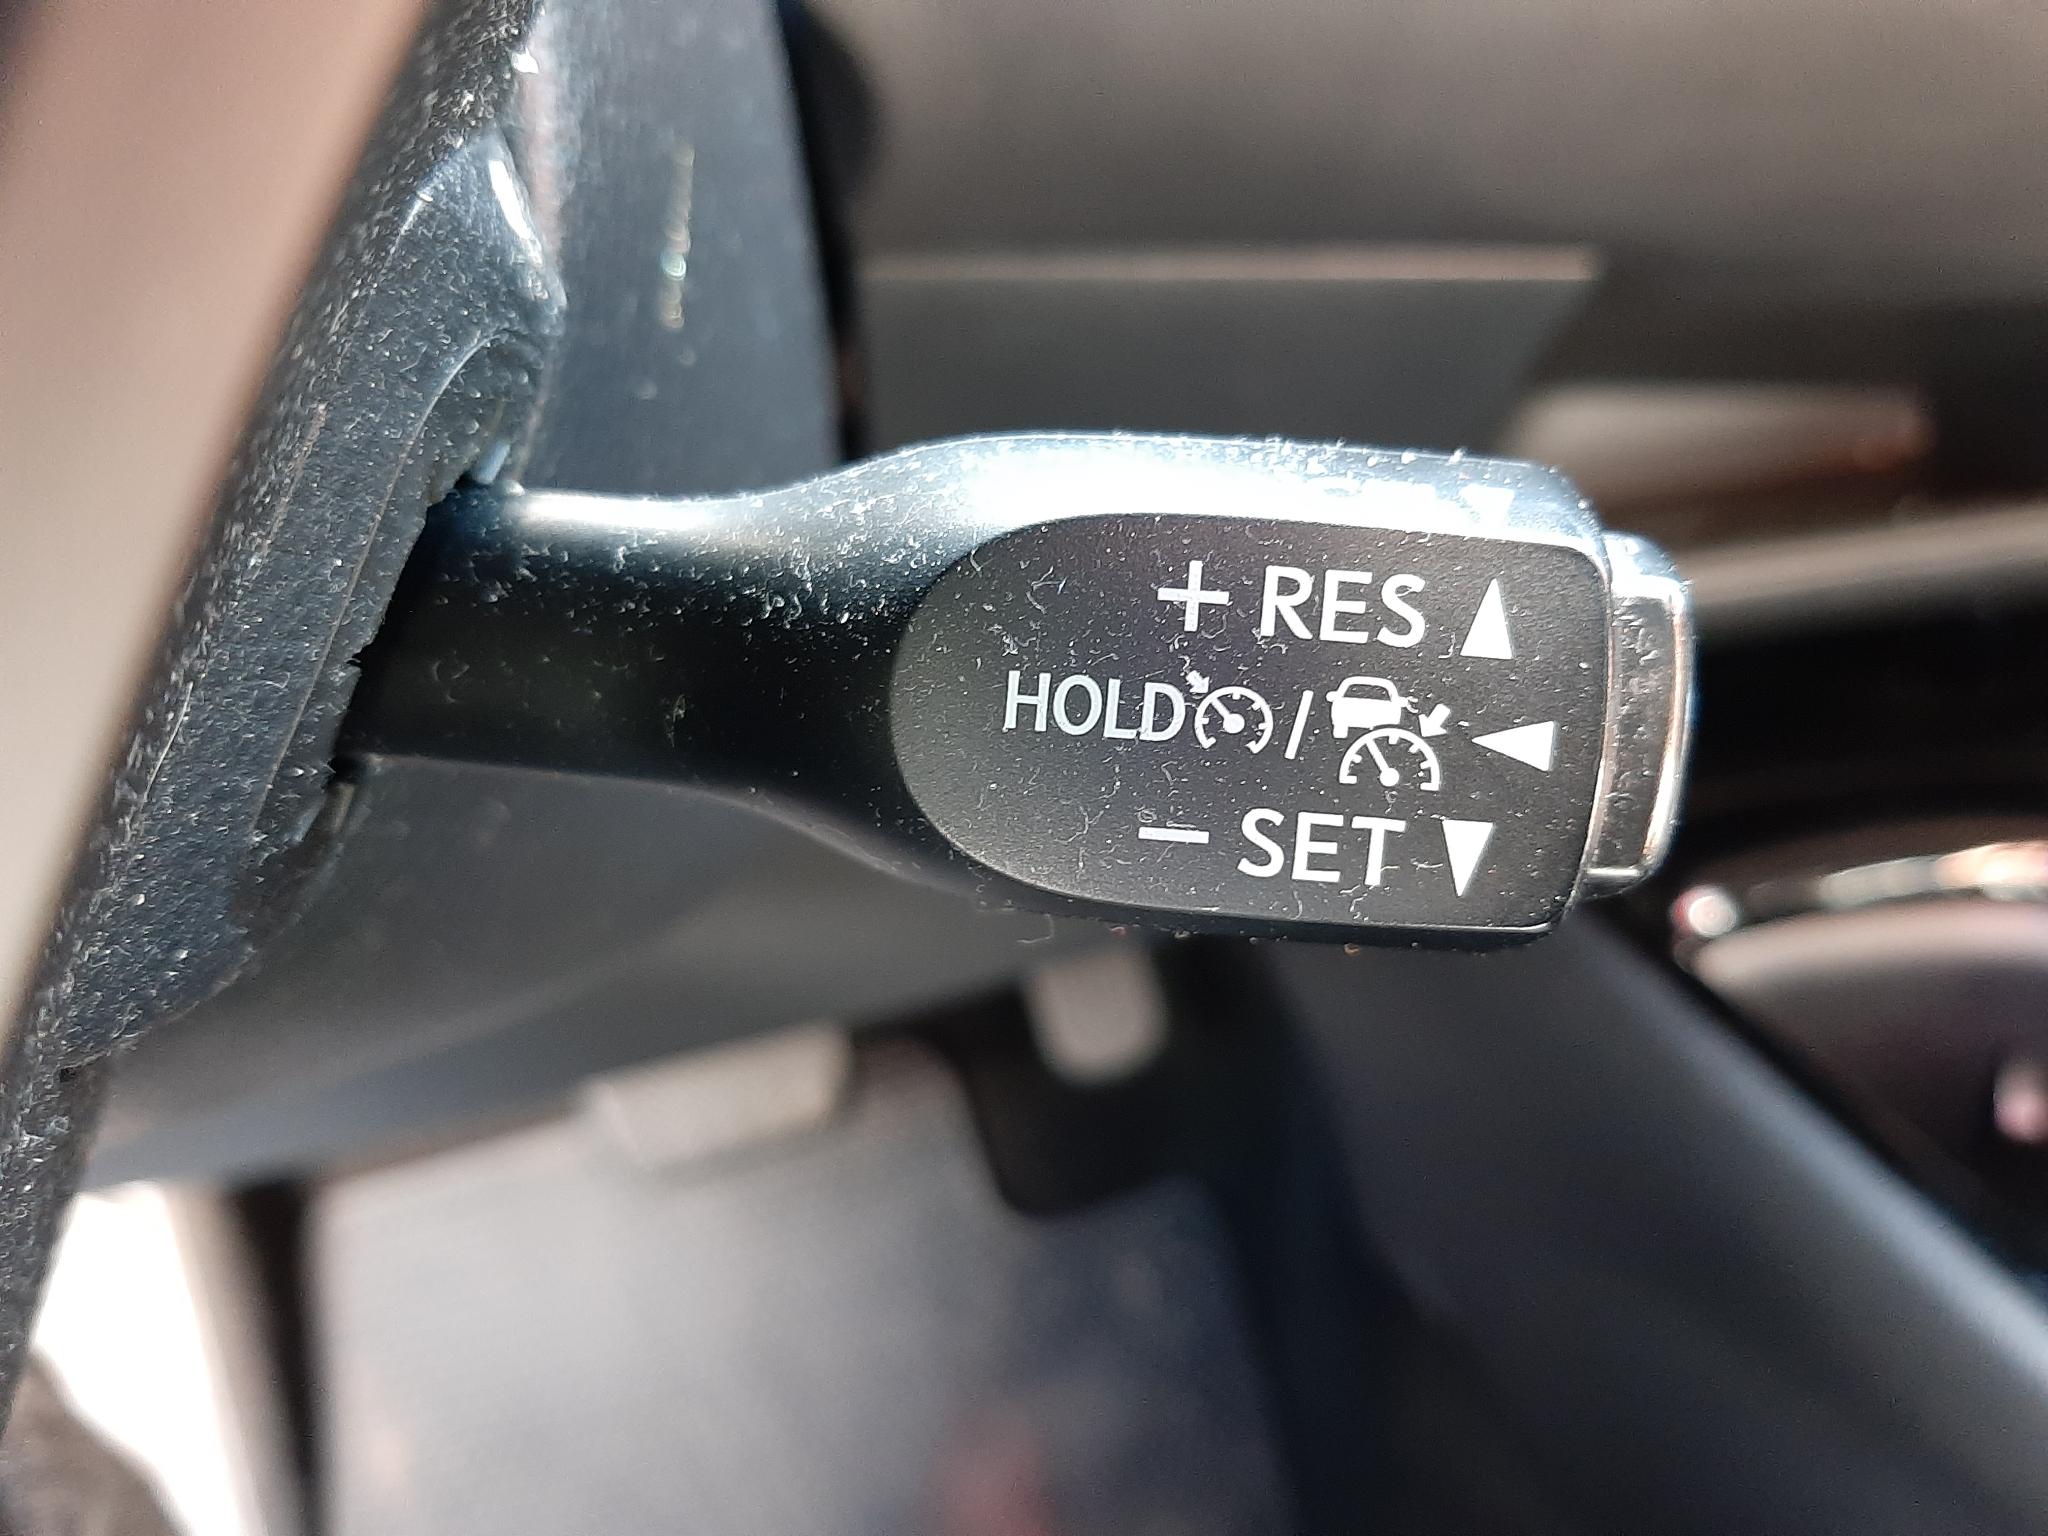 + RES
HOLD /
− SET